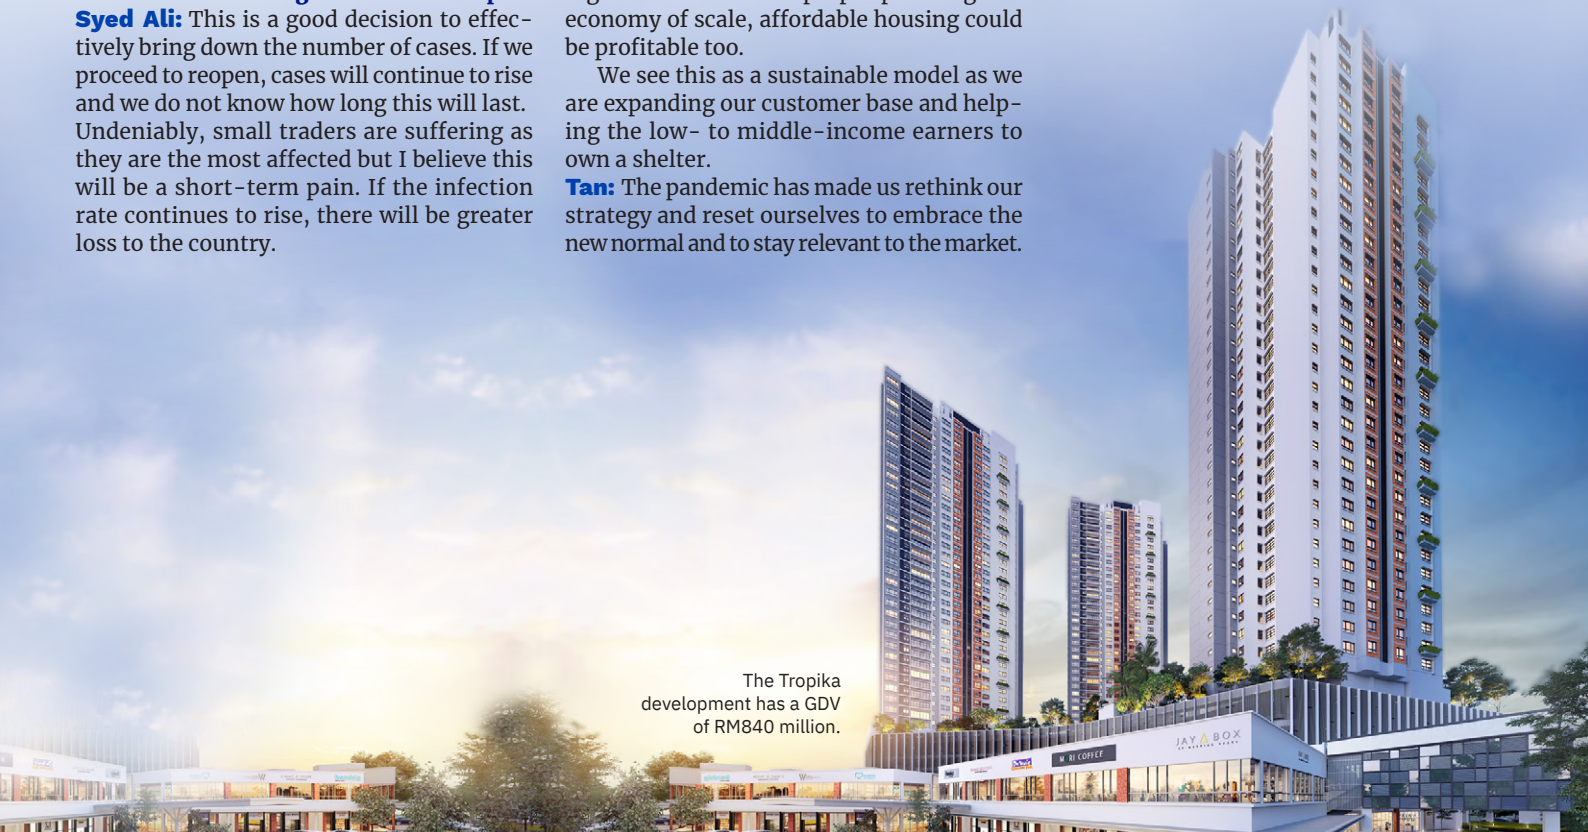 Syed Ali: This is a good decision to effec-
tively bring down the number of cases. If we
proceed to reopen, cases will continue to rise
and we do not know how long this will last.
Undeniably, small traders are suffering as
they are the most affected but I believe this
will be a short-term pain. If the infection
rate continues to rise, there will be greater
loss to the country.
economy of scale, affordable housing could
be profitable too.
We see this as a sustainable model as we
are expanding our customer base and help-
ing the low- to middle-income earners to
own a shelter.
Tan: The pandemic has made us rethink our
strategy and reset ourselves to embrace the
new normal and to stay relevant to the market.
The Tropika
development has a GDV
of RM840 million.
COFFEE
BOX